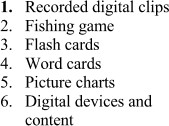 1. Recorded digital clips
2. Fishing game
3. Flash cards
4. Word cards
5. Picture charts
6. Digital devices and
content